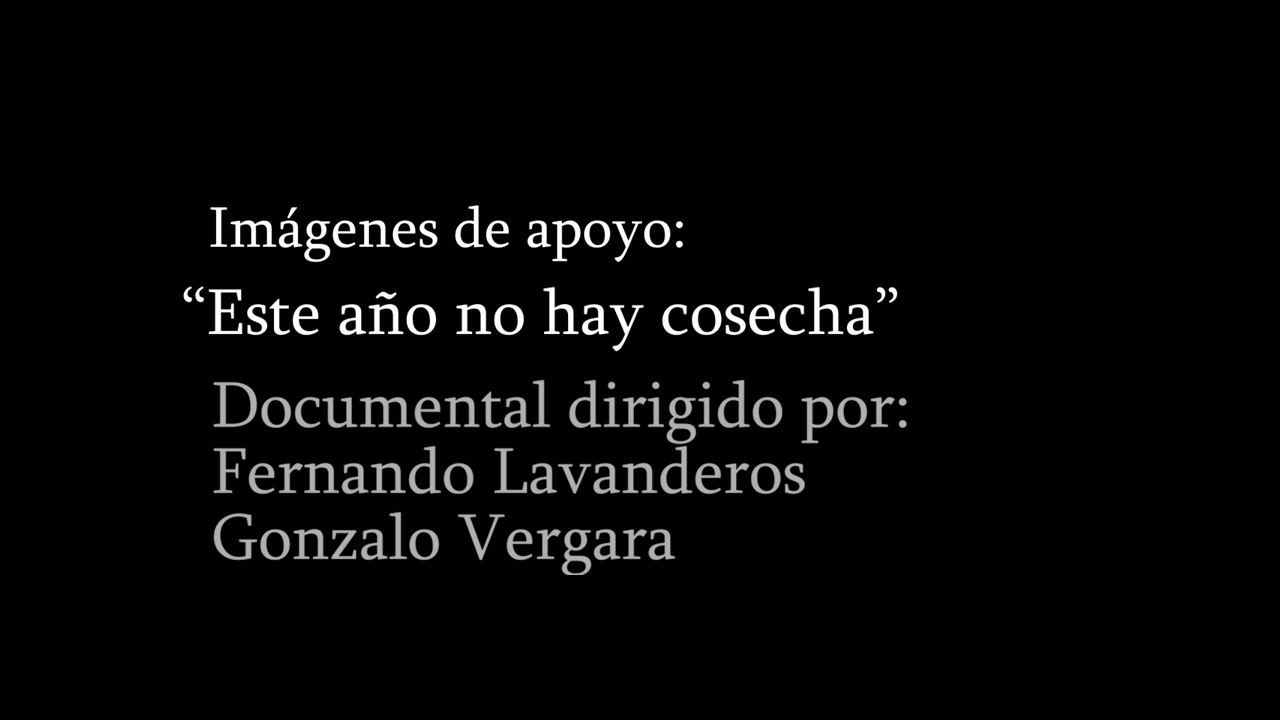 Imágenes de apoyo:
“Este año no hay cosecha”
Documental dirigido por:
Fernando Lavanderos
Gonzalo Vergara